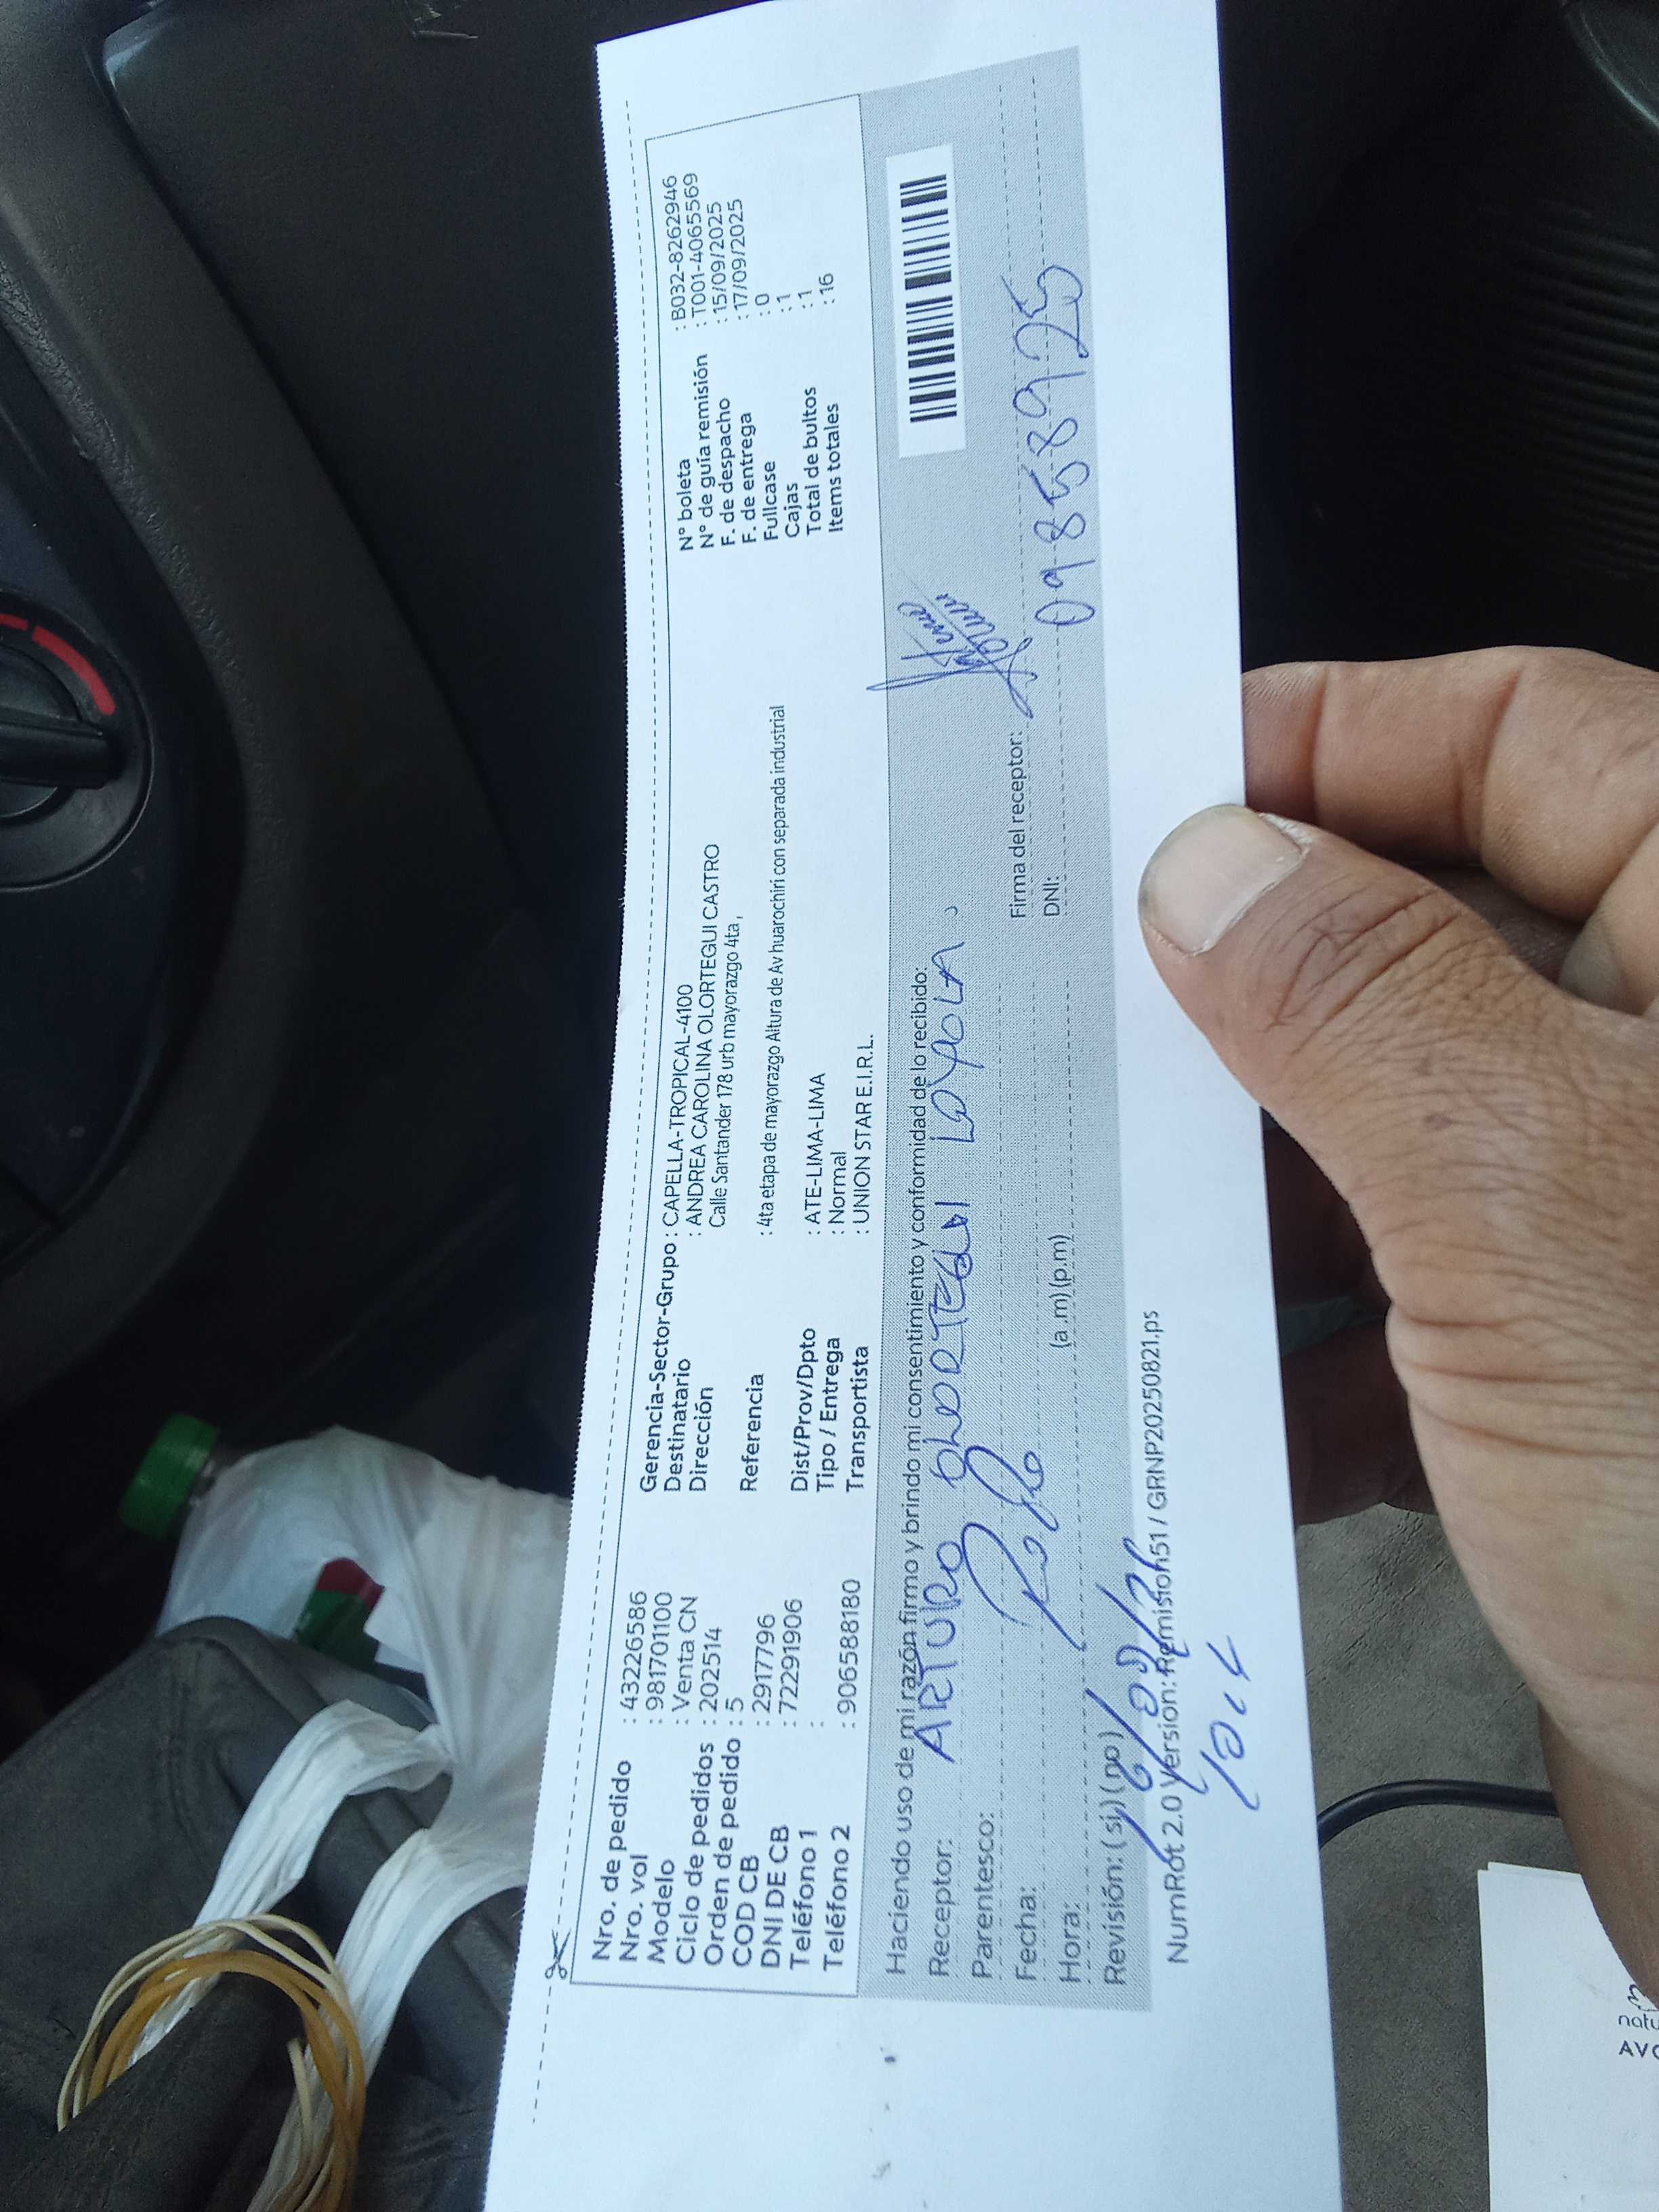 Nro. de pedido : 43226586
Nro. vol : 981701100
Modelo : Venta CN
Ciclo de pedidos : 202514
Orden de pedido : 5
COD CB : 2917796
DNI DE CB : 72291906
Teléfono 1 :
Teléfono 2 : 906588180
Gerencia-Sector-Grupo : CAPELLA-TROPICAL-4100
Destinatario : ANDREA CAROLINA OLORTEGUI CASTRO
Dirección Calle Santander 178 urb mayorazgo 4ta ,
Referencia : 4ta etapa de mayorazgo Altura de Av huarochiri con separada industrial
Dist/Prov/Dpto : ATE-LIMA-LIMA
Tipo / Entrega : Normal
Transportista : UNION STAR E.I.R.L.
N° boleta : B032-8262946
N° de guía remisión : T001-4065569
F. de despacho : 15/09/2025
F. de entrega : 17/09/2025
Fullcase : 0
Cajas : 1
Total de bultos : 1
Items totales : 16
Haciendo uso de mi razón firmo y brindo mi consentimiento y conformidad de lo recibido:
Receptor: ARTURO OLORTEGUI LOYOLA
Parentesco:
Fecha:
Hora: (a.m) (p.m)
Revisión: ( si ) ( no )
Firma del receptor:
DNI: 09858925
NumRot 2.0 Version: Remision51 / GRNP20250821.ps
natu
AVO